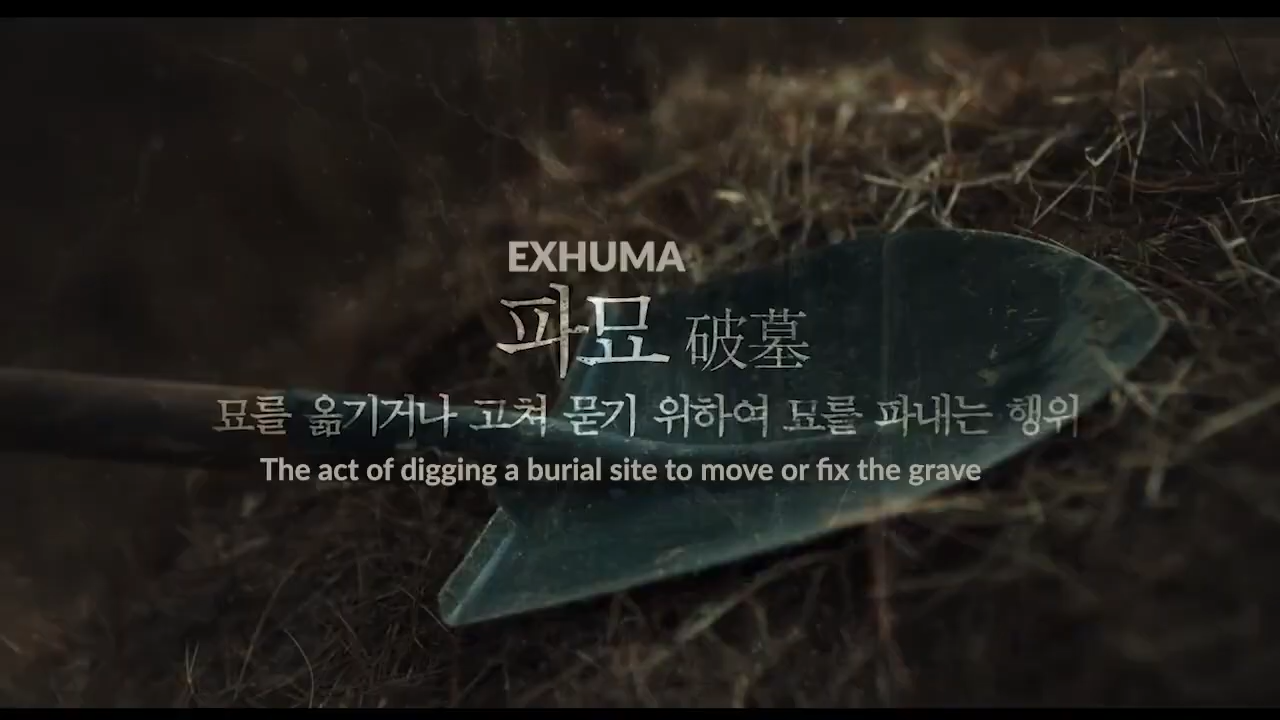 EXHUMA
파묘 破墓
묘를 옮기거나 고쳐 묻기 위하여 묘를 파내는 행위
The act of digging a burial site to move or fix the grave